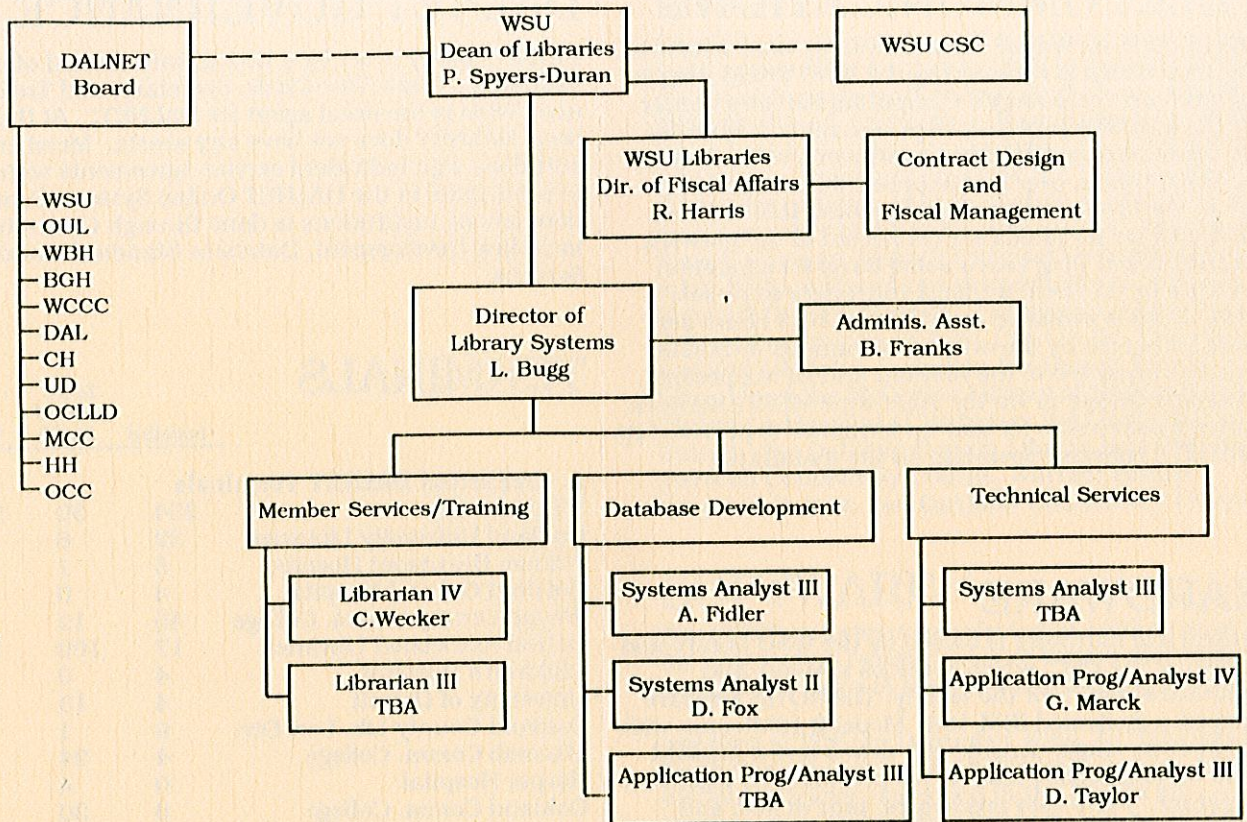 DALNET
Board
WSU
Dean of Libraries
P. Spyers-Duran
WSU CSC
WSU Libraries
Dir. of Fiscal Affairs
R. Harris
Contract Design
and
Fiscal Management
WSU
OUL
WBH
BGH
WCCC
DAL
CH
UD
OCLLD
MCC
HH
OCC
Director of
Library Systems
L. Bugg
Adminis. Asst.
B. Franks
Member Services/Training
Database Development
Technical Services
Librarian IV
C.Wecker
Librarian III
TBA
Systems Analyst III
A. Fidler
Systems Analyst II
D. Fox
Application Prog/Analyst III
TBA
Systems Analyst III
TBA
Application Prog/Analyst IV
G. Marck
Application Prog/Analyst III
D. Taylor